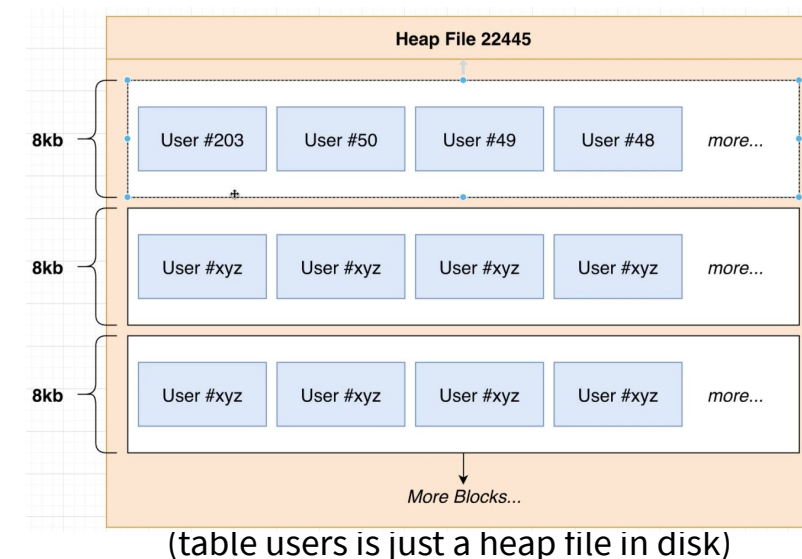 Heap File 22445
8kb
User #203 User #50 User #49 User #48 more...
8kb
User #xyz User #xyz User #xyz User #xyz more...
8kb
User #xyz User #xyz User #xyz User #xyz more...
More Blocks...
(table users is just a heap file in disk)